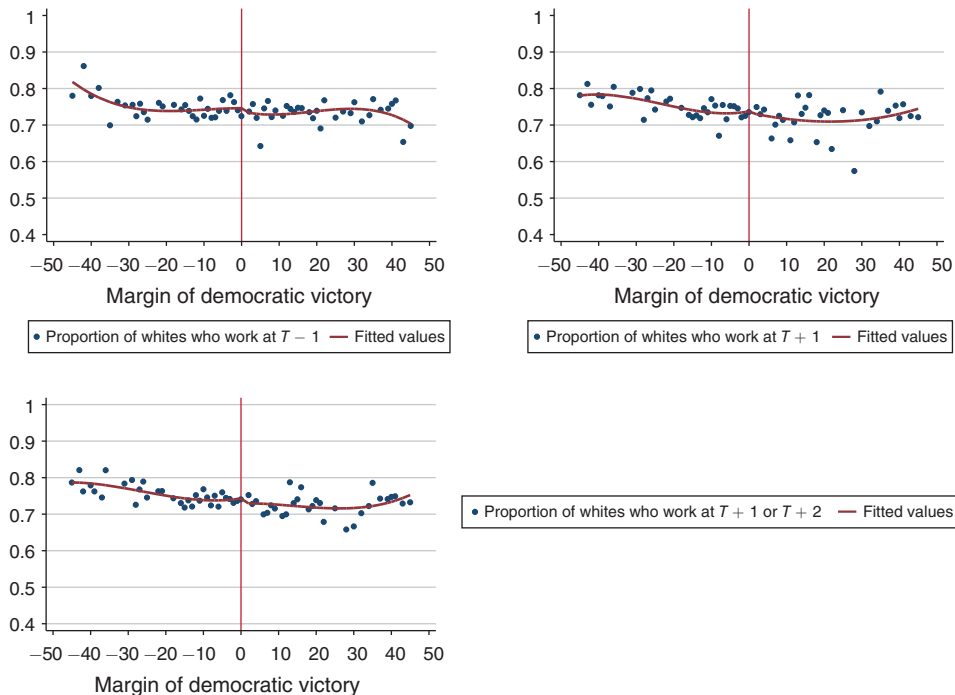 1
0.9
0.8
0.7
0.6
0.5
0.4
−50 −40 −30 −20 −10 0 10 20 30 40 50
Margin of democratic victory
Proportion of whites who work at T − 1 Fitted values
1
0.9
0.8
0.7
0.6
0.5
0.4
−50 −40 −30 −20 −10 0 10 20 30 40 50
Margin of democratic victory
Proportion of whites who work at T + 1 Fitted values
1
0.9
0.8
0.7
0.6
0.5
0.4
−50 −40 −30 −20 −10 0 10 20 30 40 50
Margin of democratic victory
Proportion of whites who work at T + 1 or T + 2 Fitted values